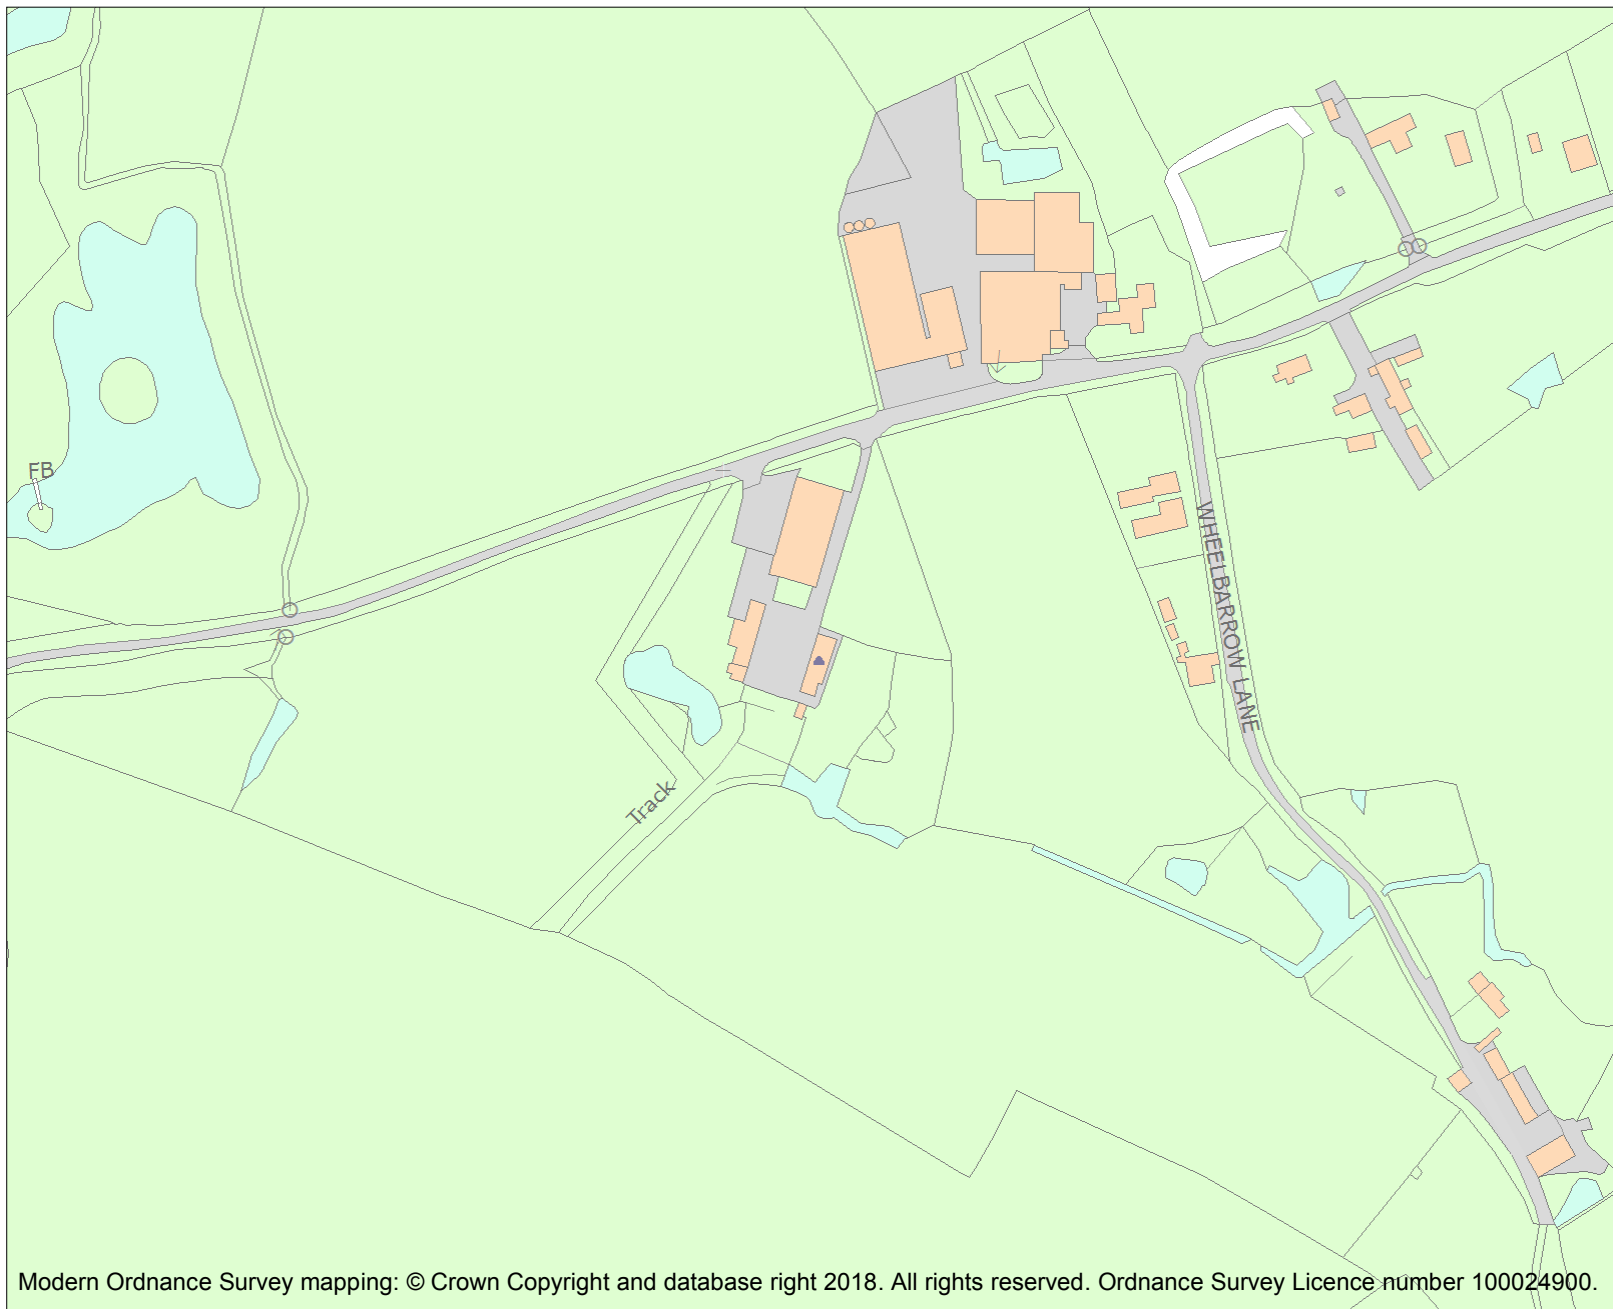 FB
WHEELBARROW LANE
Track
Modern Ordnance Survey mapping: © Crown Copyright and database right 2018. All rights reserved. Ordnance Survey Licence number 100024900.